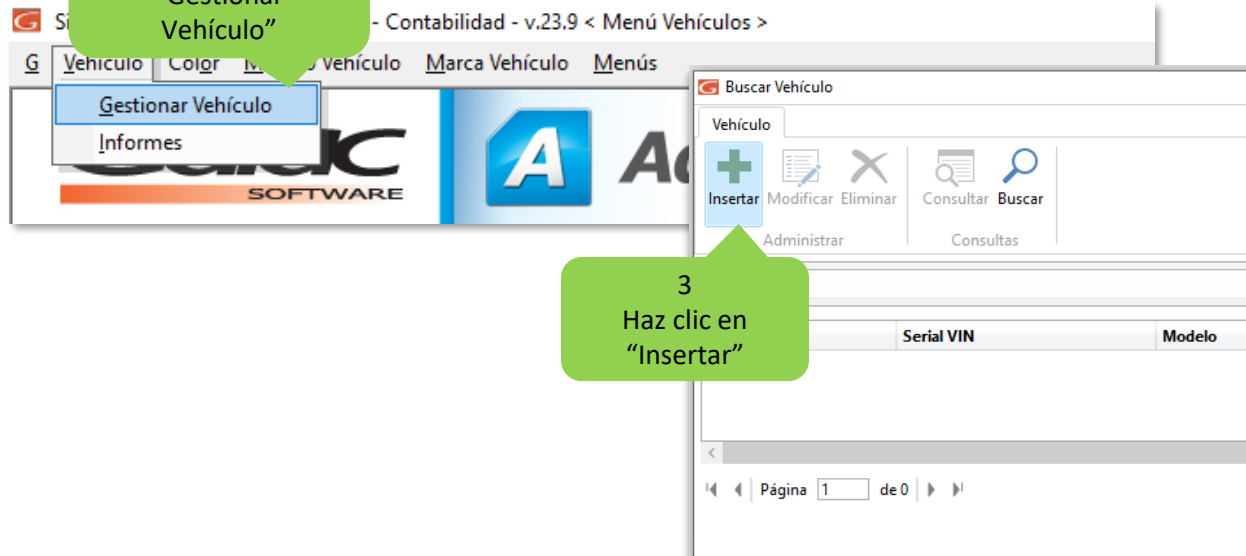 "Gestionar
Vehículo”
- Contabilidad - v.23.9 < Menú Vehículos >
G Vehículo Color Vehículo Marca Vehículo Menús
Gestionar Vehículo
Informes
SOFTWARE
A
Buscar Vehículo
Vehículo
Insertar Modificar Eliminar Consultar Buscar
Administrar Consultas
3
Haz clic en
“Insertar”
Serial VIN Modelo
Página 1 de 0